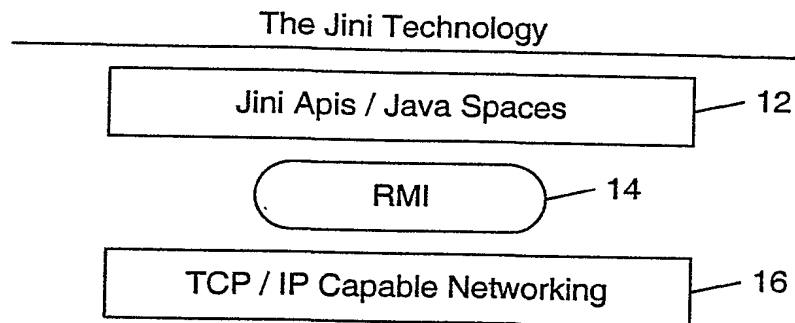 The Jini Technology
Jini Apis / Java Spaces 12
RMI 14
TCP / IP Capable Networking 16